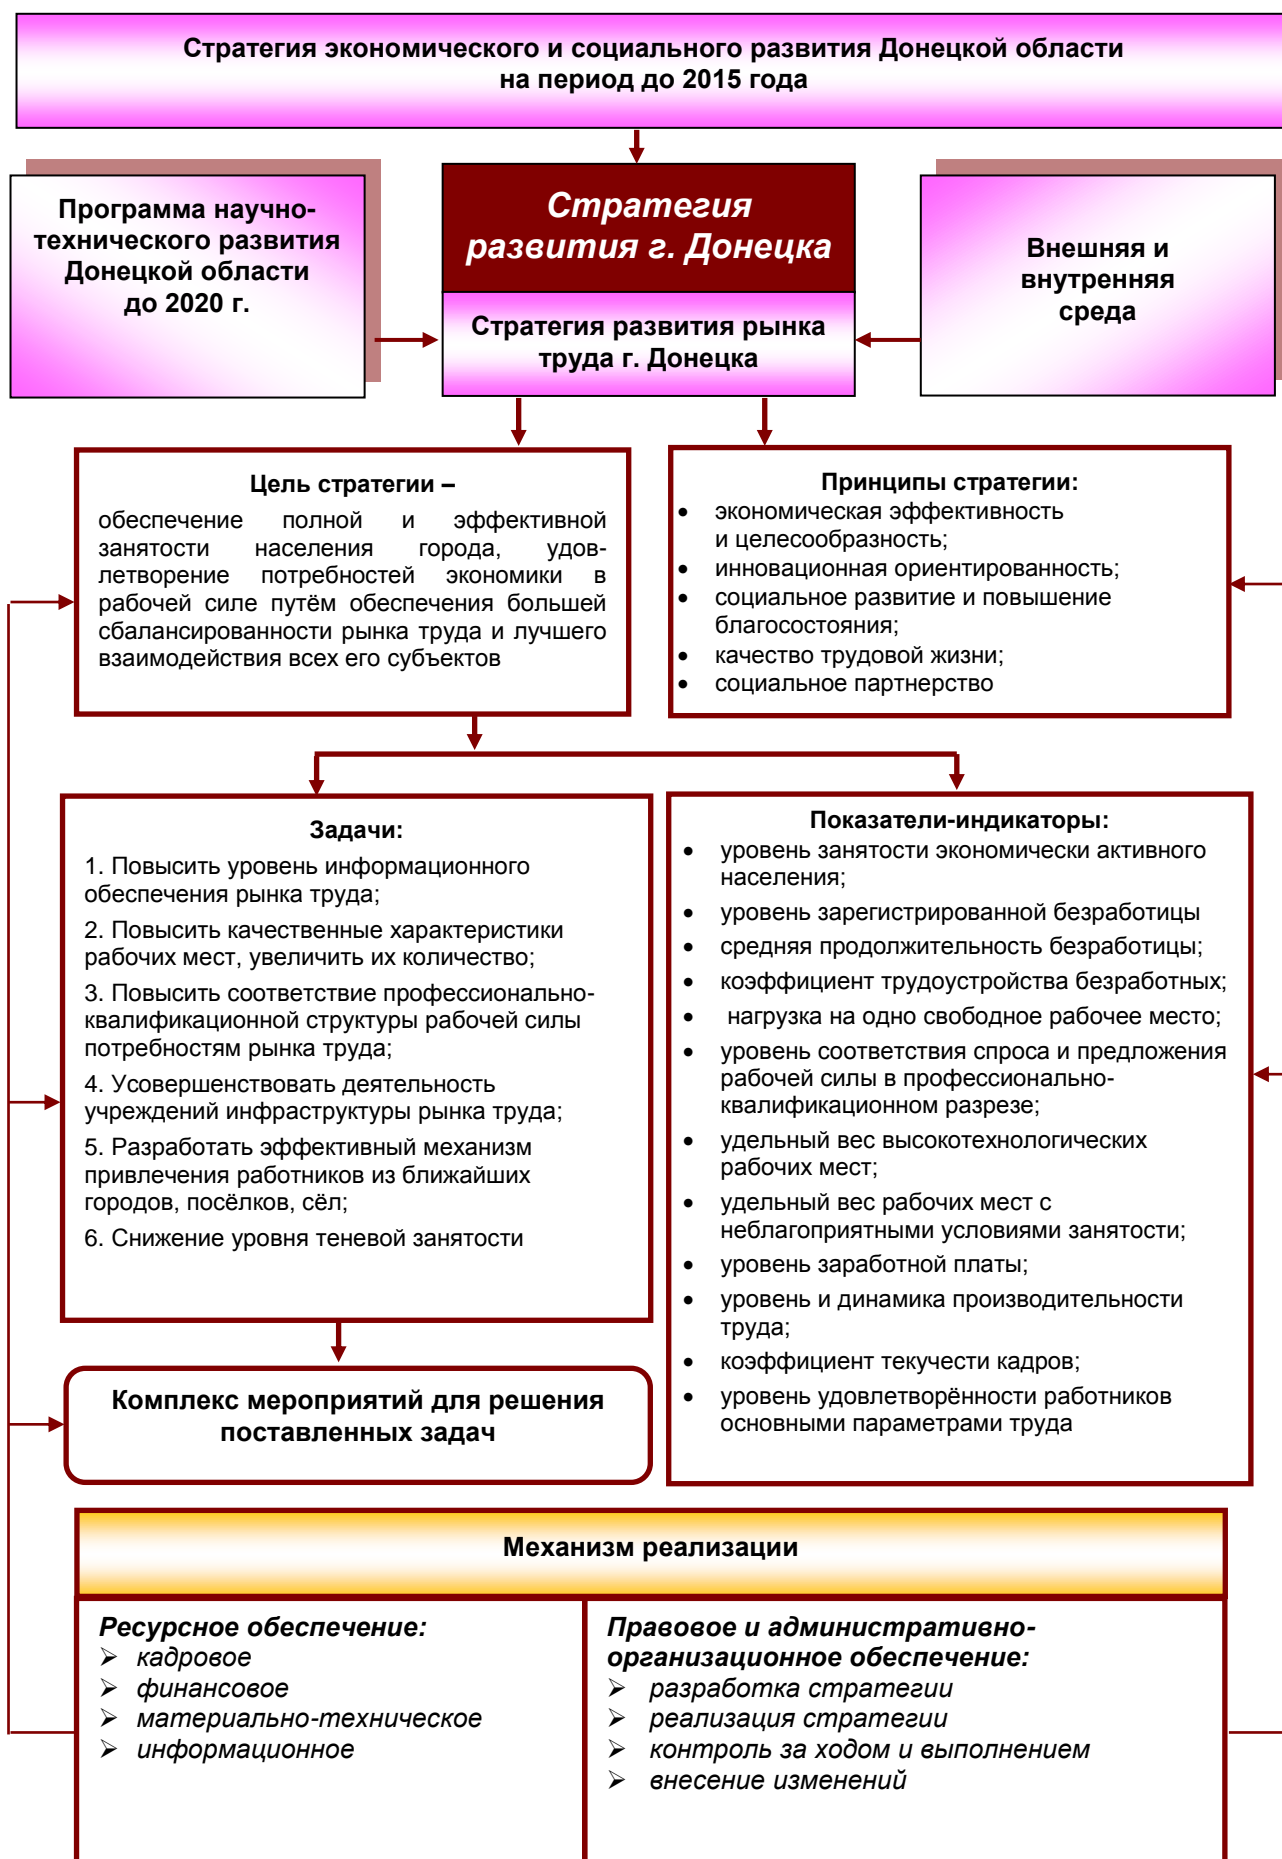 Стратегия экономического и социального развития Донецкой области
на период до 2015 года
Программа научно-
технического развития
Донецкой области
до 2020 г.
Стратегия
развития г. Донецка
Стратегия развития рынка
труда г. Донецка
Внешняя и
внутренняя
среда
Цель стратегии –
обеспечение полной и эффективной
занятости населения города, удов-
летворение потребностей экономики в
рабочей силе путём обеспечения большей
сбалансированности рынка труда и лучшего
взаимодействия всех его субъектов
Принципы стратегии:
• экономическая эффективность
и целесообразность;
• инновационная ориентированность;
• социальное развитие и повышение
благосостояния;
• качество трудовой жизни;
• социальное партнерство
Задачи:
1. Повысить уровень информационного
обеспечения рынка труда;
2. Повысить качественные характеристики
рабочих мест, увеличить их количество;
3. Повысить соответствие профессионально-
квалификационной структуры рабочей силы
потребностям рынка труда;
4. Усовершенствовать деятельность
учреждений инфраструктуры рынка труда;
5. Разработать эффективный механизм
привлечения работников из ближайших
городов, посёлков, сёл;
6. Снижение уровня теневой занятости
Показатели-индикаторы:
• уровень занятости экономически активного
населения;
• уровень зарегистрированной безработицы
• средняя продолжительность безработицы;
• коэффициент трудоустройства безработных;
• нагрузка на одно свободное рабочее место;
• уровень соответствия спроса и предложения
рабочей силы в профессионально-
квалификационном разрезе;
• удельный вес высокотехнологических
рабочих мест;
• удельный вес рабочих мест с
неблагоприятными условиями занятости;
• уровень заработной платы;
• уровень и динамика производительности
труда;
• коэффициент текучести кадров;
• уровень удовлетворённости работников
основными параметрами труда
Комплекс мероприятий для решения
поставленных задач
Механизм реализации
Ресурсное обеспечение:
➢ кадровое
➢ финансовое
➢ материально-техническое
➢ информационное
Правовое и административно-
организационное обеспечение:
➢ разработка стратегии
➢ реализация стратегии
➢ контроль за ходом и выполнением
➢ внесение изменений